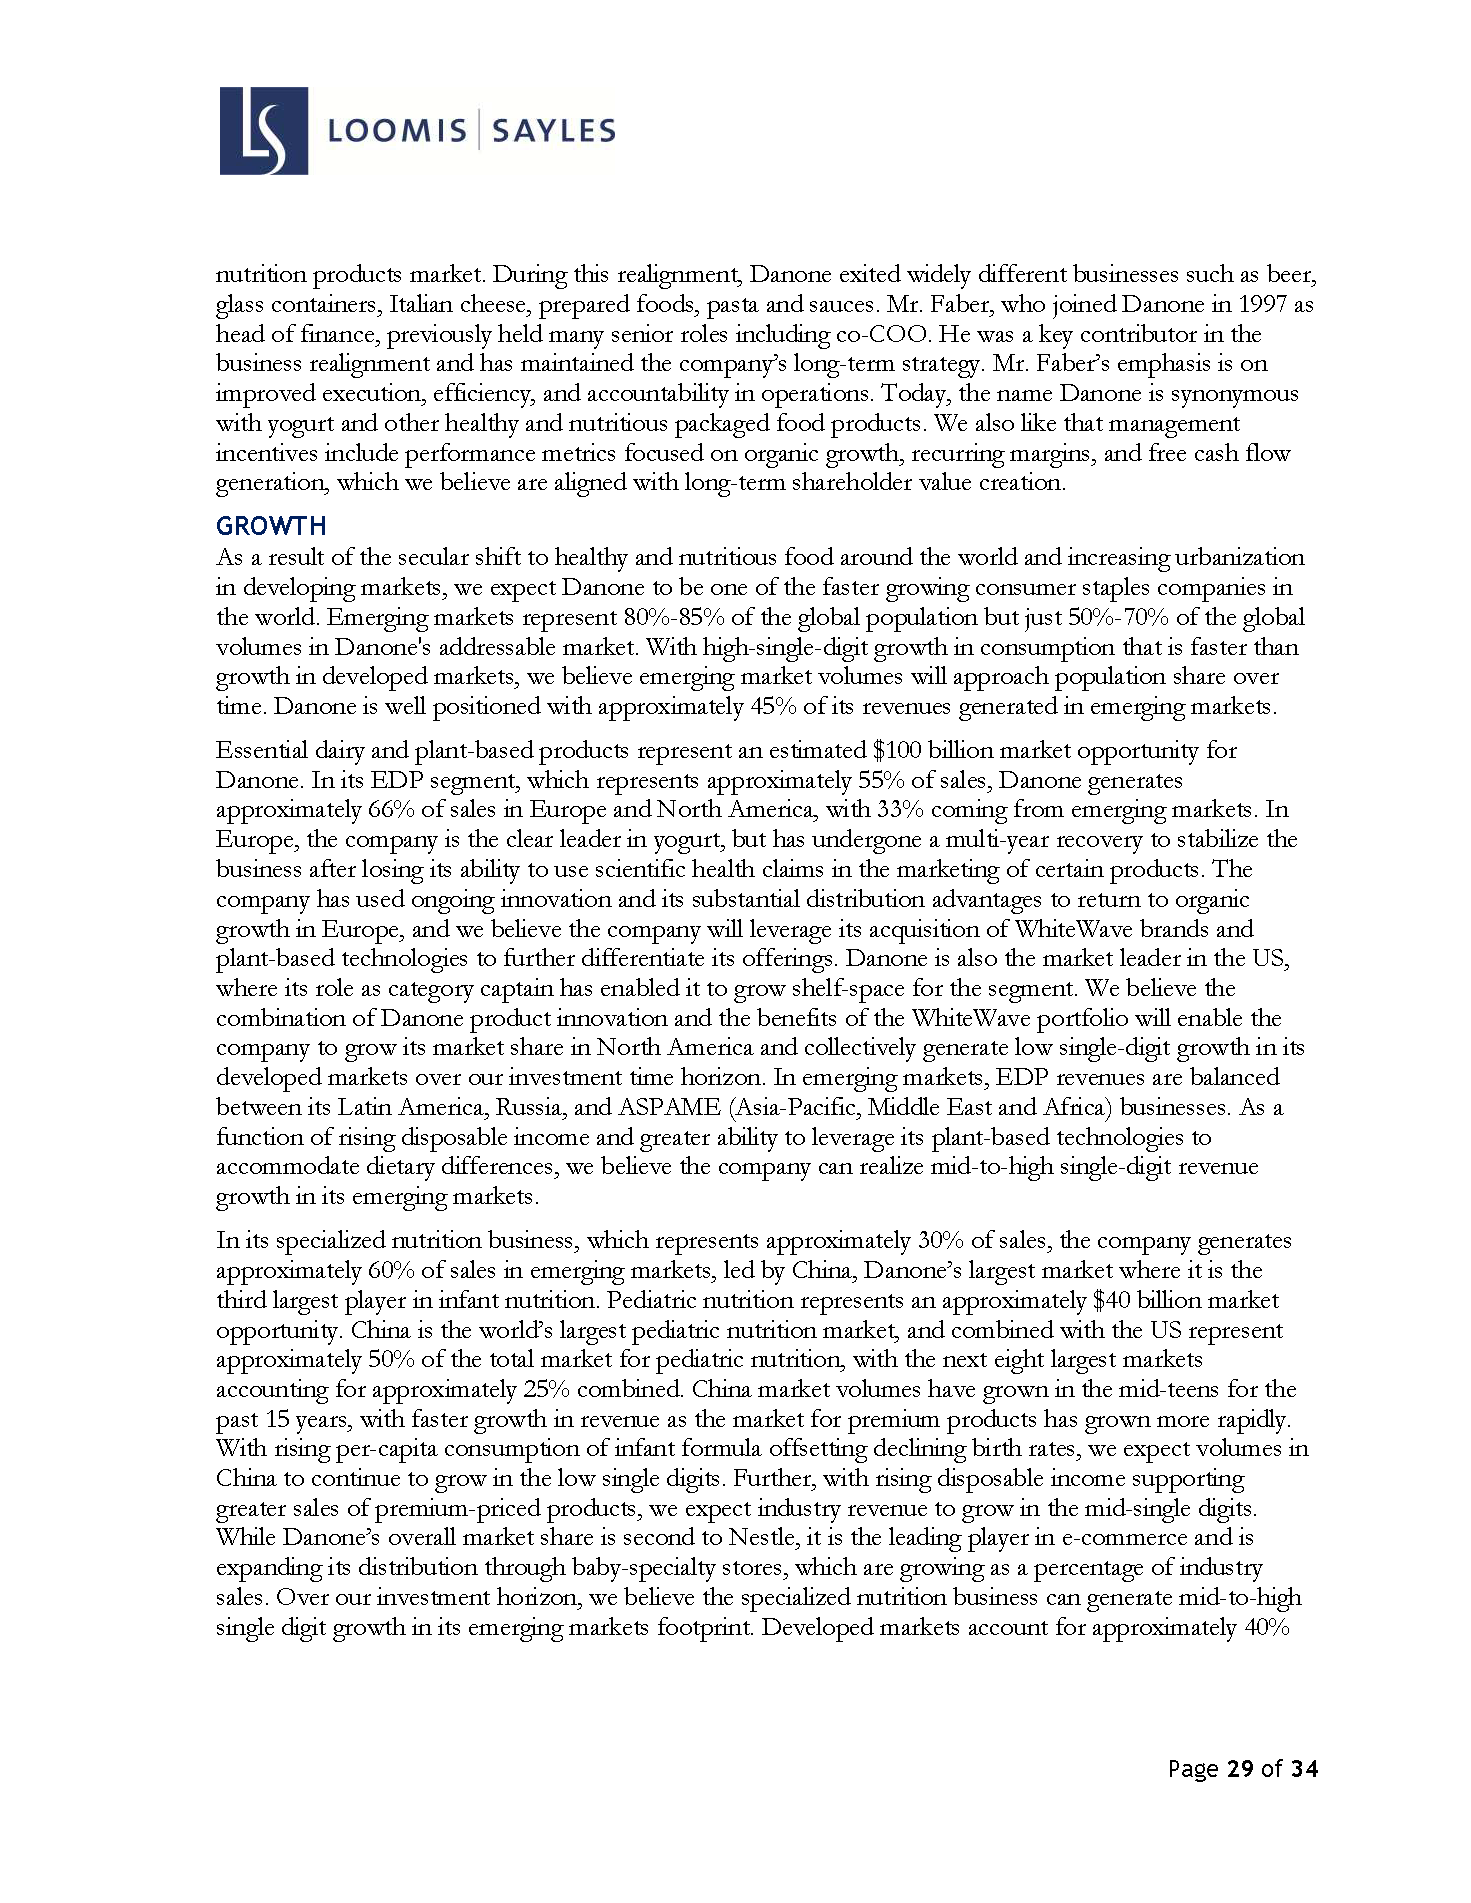 LS LOOMIS | SAYLES
nutrition products market. During this realignment, Danone exited widely different businesses such as beer,
glass containers, Italian cheese, prepared foods, pasta and sauces. Mr. Faber, who joined Danone in 1997 as
head of finance, previously held many senior roles including co-COO. He was a key contributor in the
business realignment and has maintained the company’s long-term strategy. Mr. Faber’s emphasis is on
improved execution, efficiency, and accountability in operations. Today, the name Danone is synonymous
with yogurt and other healthy and nutritious packaged food products. We also like that management
incentives include performance metrics focused on organic growth, recurring margins, and free cash flow
generation, which we believe are aligned with long-term shareholder value creation.
GROWTH
As a result of the secular shift to healthy and nutritious food around the world and increasing urbanization
in developing markets, we expect Danone to be one of the faster growing consumer staples companies in
the world. Emerging markets represent 80%-85% of the global population but just 50%-70% of the global
volumes in Danone's addressable market. With high-single-digit growth in consumption that is faster than
growth in developed markets, we believe emerging market volumes will approach population share over
time. Danone is well positioned with approximately 45% of its revenues generated in emerging markets.
Essential dairy and plant-based products represent an estimated $100 billion market opportunity for
Danone. In its EDP segment, which represents approximately 55% of sales, Danone generates
approximately 66% of sales in Europe and North America, with 33% coming from emerging markets. In
Europe, the company is the clear leader in yogurt, but has undergone a multi-year recovery to stabilize the
business after losing its ability to use scientific health claims in the marketing of certain products. The
company has used ongoing innovation and its substantial distribution advantages to return to organic
growth in Europe, and we believe the company will leverage its acquisition of WhiteWave brands and
plant-based technologies to further differentiate its offerings. Danone is also the market leader in the US,
where its role as category captain has enabled it to grow shelf-space for the segment. We believe the
combination of Danone product innovation and the benefits of the WhiteWave portfolio will enable the
company to grow its market share in North America and collectively generate low single-digit growth in its
developed markets over our investment time horizon. In emerging markets, EDP revenues are balanced
between its Latin America, Russia, and ASPAME (Asia-Pacific, Middle East and Africa) businesses. As a
function of rising disposable income and greater ability to leverage its plant-based technologies to
accommodate dietary differences, we believe the company can realize mid-to-high single-digit revenue
growth in its emerging markets.
In its specialized nutrition business, which represents approximately 30% of sales, the company generates
approximately 60% of sales in emerging markets, led by China, Danone’s largest market where it is the
third largest player in infant nutrition. Pediatric nutrition represents an approximately $40 billion market
opportunity. China is the world’s largest pediatric nutrition market, and combined with the US represent
approximately 50% of the total market for pediatric nutrition, with the next eight largest markets
accounting for approximately 25% combined. China market volumes have grown in the mid-teens for the
past 15 years, with faster growth in revenue as the market for premium products has grown more rapidly.
With rising per-capita consumption of infant formula offsetting declining birth rates, we expect volumes in
China to continue to grow in the low single digits. Further, with rising disposable income supporting
greater sales of premium-priced products, we expect industry revenue to grow in the mid-single digits.
While Danone’s overall market share is second to Nestle, it is the leading player in e-commerce and is
expanding its distribution through baby-specialty stores, which are growing as a percentage of industry
sales. Over our investment horizon, we believe the specialized nutrition business can generate mid-to-high
single digit growth in its emerging markets footprint. Developed markets account for approximately 40%
Page 29 of 34